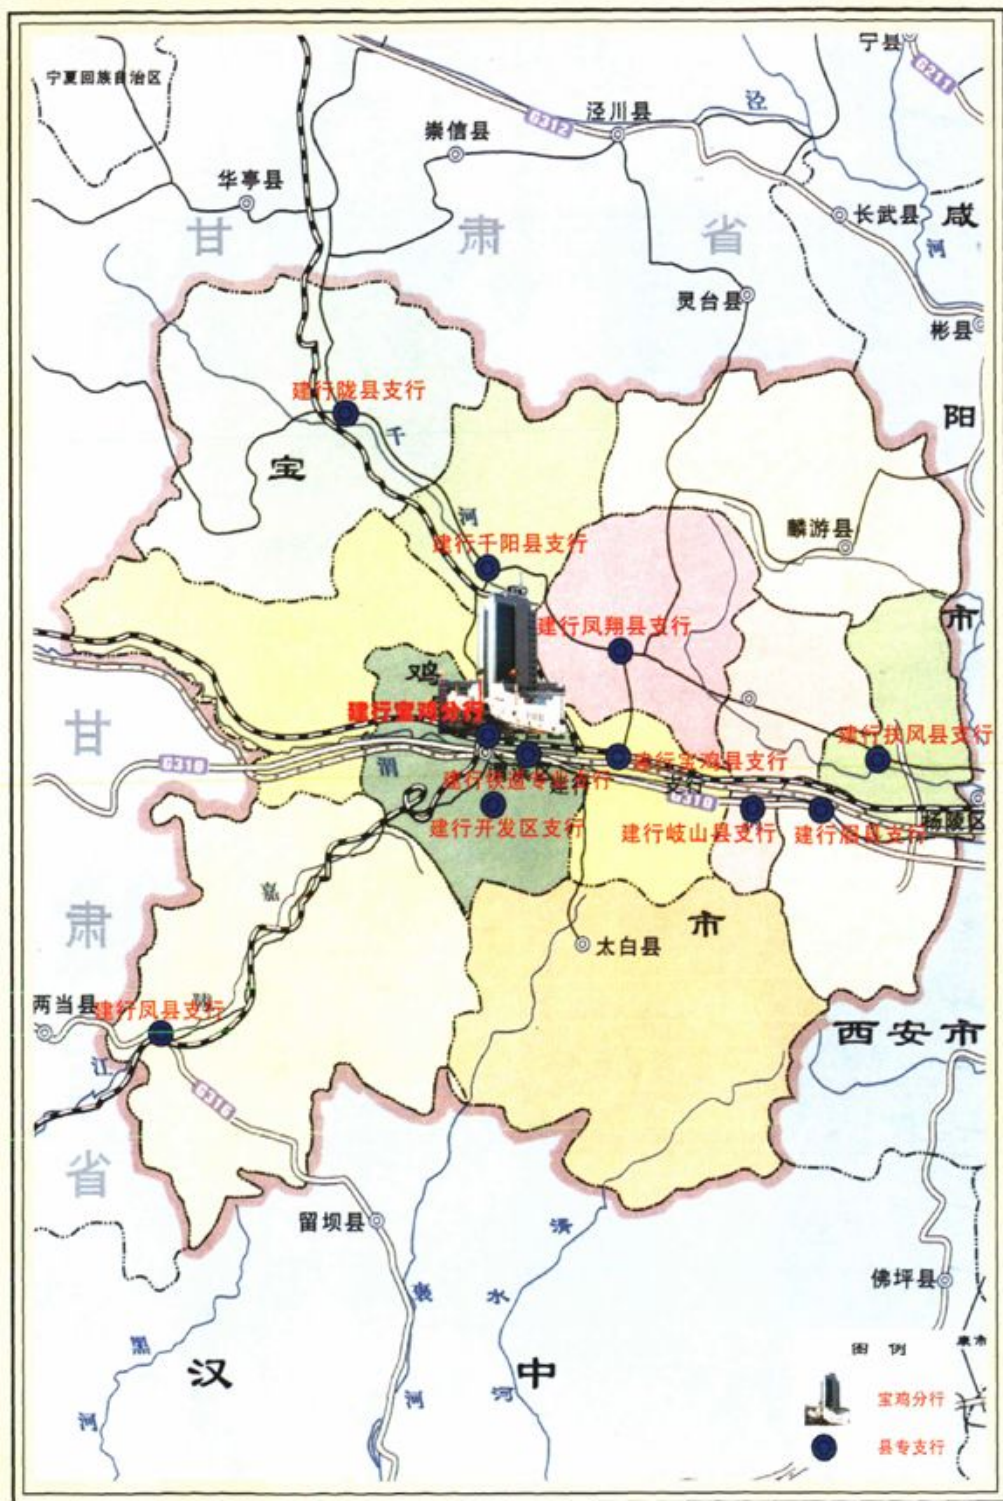 宁县
宁夏回族自治区
G211
泾
泾川县
G312
崇信县
华亭县
长武县
咸
甘
肃
省
河
灵台县
彬县
建行陇县支行
阳
千
宝
河
麟游县
建行千阳县支行
市
建行凤翔县支行
鸡
建行宝鸡分行
甘
建行扶风县支行
G310
渭
建行宝鸡县支行
建行铁道专业支行
G310
建行开发区支行
建行岐山县支行
建行眉县支行
杨陵区
嘉
肃
市
太白县
陵
两当县
建行凤县支行
西安市
江
G316
省
留坝县
湑
佛坪县
褒
水
黑
图 例
汉
中
河
河
河
宝鸡分行
县专支行